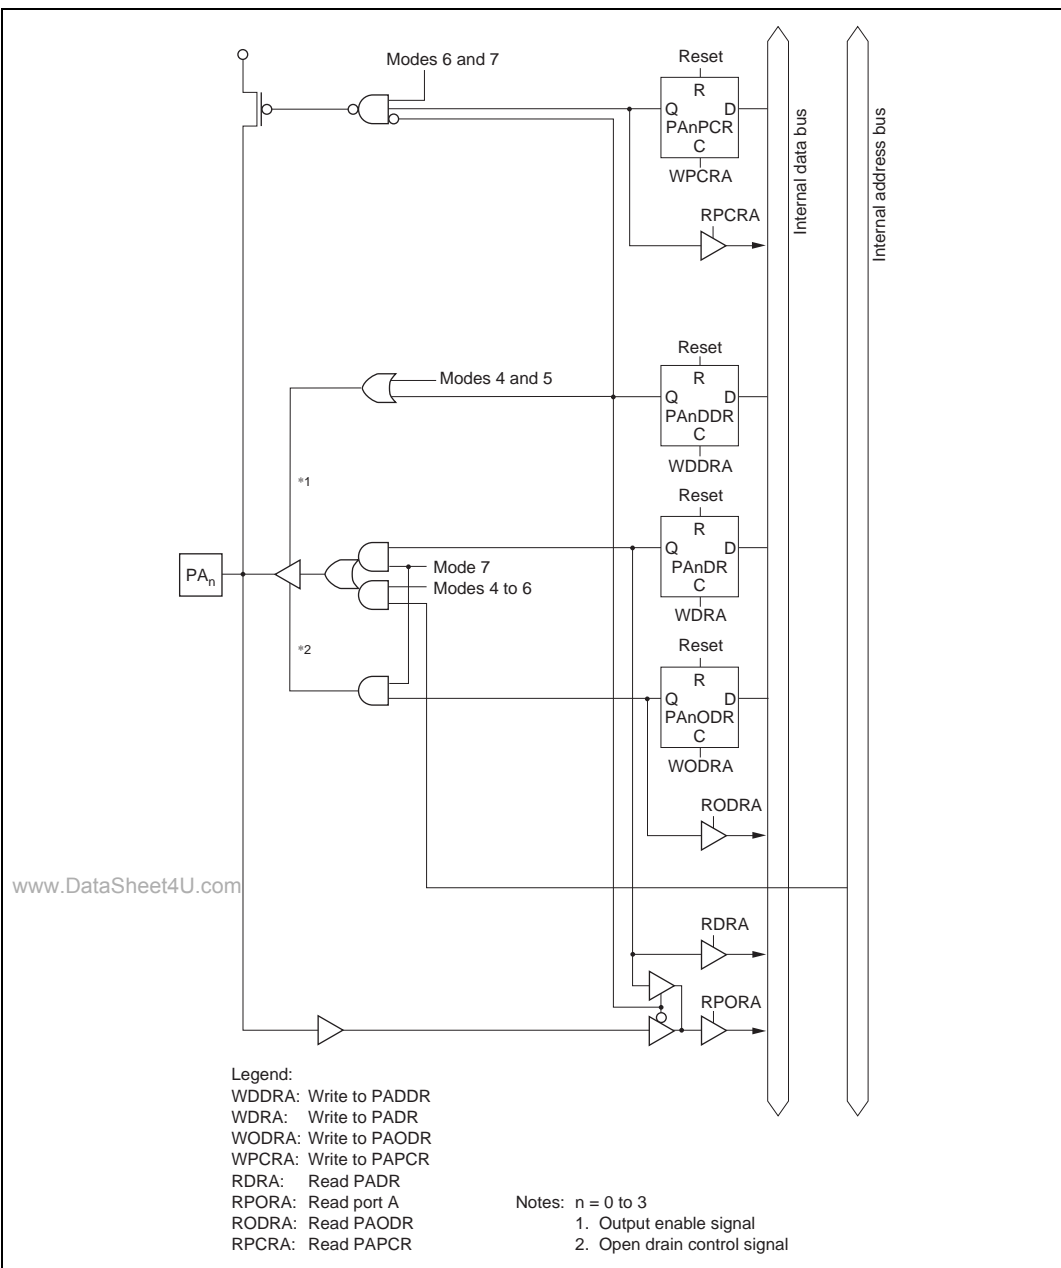 Modes 6 and 7
Reset
R
Q D
PAnPCR
C
WPCRA
RPCRA
Internal data bus
Internal address bus
Reset
R
Modes 4 and 5
Q D
PAnDDR
C
WDDRA
*1
Reset
R
Q D
PAn
Mode 7
PAnDR
Modes 4 to 6
C
WDRA
*2
Reset
R
Q D
PAnODR
C
WODRA
RODRA
www.DataSheet4U.com
RDRA
RPORA
Legend:
WDDRA: Write to PADDR
WDRA: Write to PADR
WODRA: Write to PAODR
WPCRA: Write to PAPCR
RDRA: Read PADR
RPORA: Read port A
RODRA: Read PAODR
RPCRA: Read PAPCR
Notes: n = 0 to 3
1. Output enable signal
2. Open drain control signal